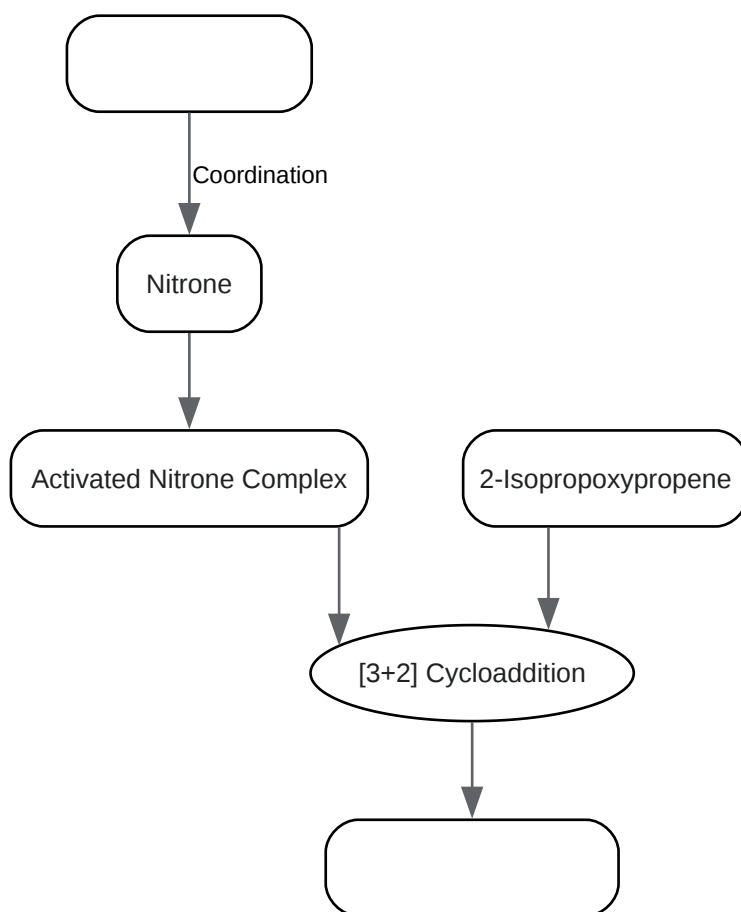 Coordination
Nitrone
Activated Nitrone Complex
2-Isopropoxypropene
[3+2] Cycloaddition